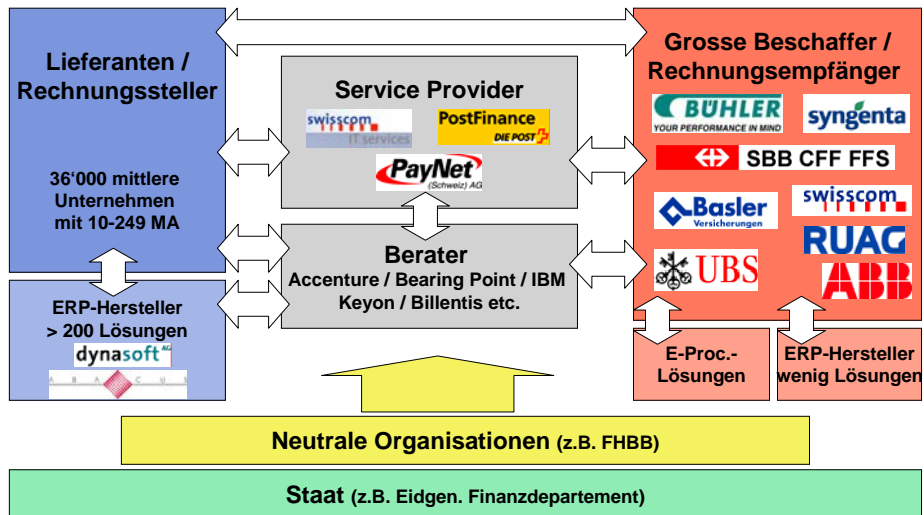 Lieferanten /
Rechnungssteller
36'000 mittlere
Unternehmen
mit 10-249 MA
ERP-Hersteller
> 200 Lösungen
dynasoft AG
ABACUS
Service Provider
swisscom
IT services
PostFinance
DIE POST
PayNet
(Schweiz) AG
Berater
Accenture / Bearing Point / IBM
Keyon / Billentis etc.
Grosse Beschaffer /
Rechnungsempfänger
BÜHLER
YOUR PERFORMANCE IN MIND
syngenta
SBB CFF FFS
Basler
Versicherungen
swisscom
RUAG
UBS
ABB
E-Proc.-
Lösungen
ERP-Hersteller
wenig Lösungen
Neutrale Organisationen (z.B. FHBB)
Staat (z.B. Eidgen. Finanzdepartement)